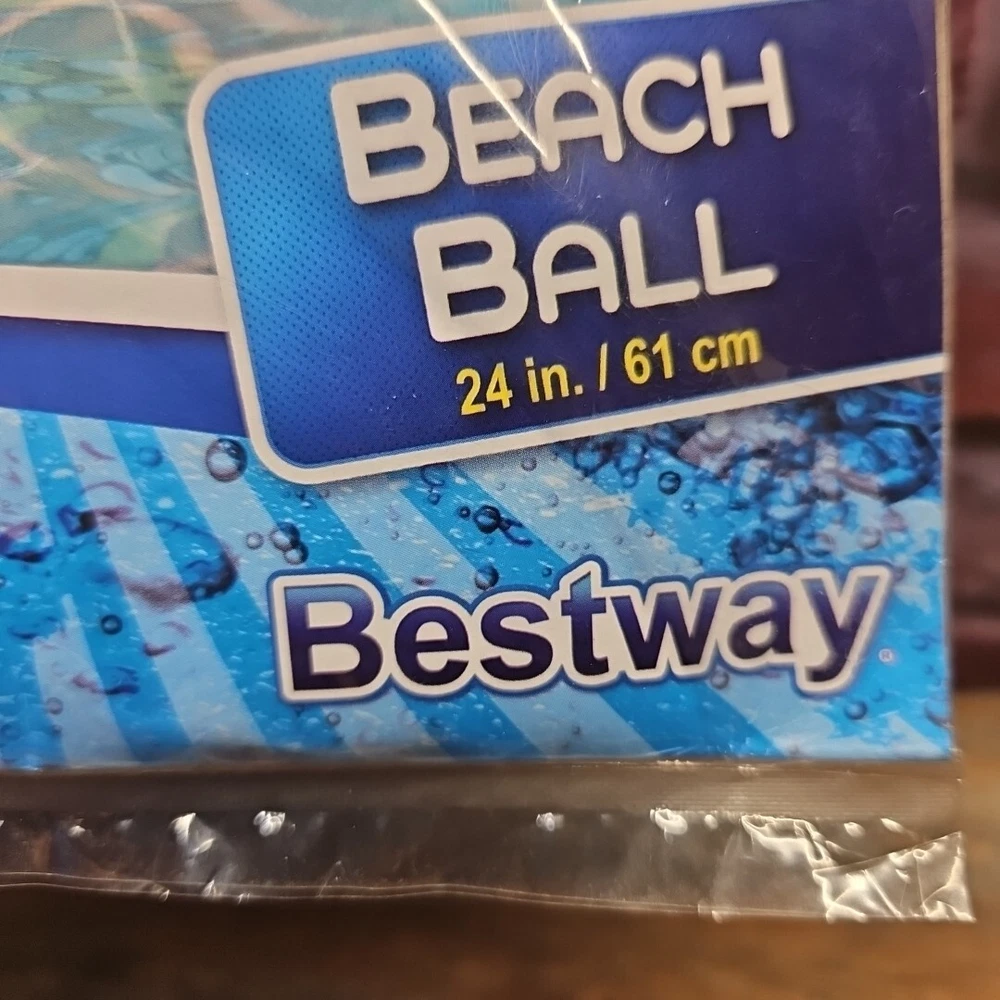 BEACH
BALL
24 in. / 61 cm
Bestway®